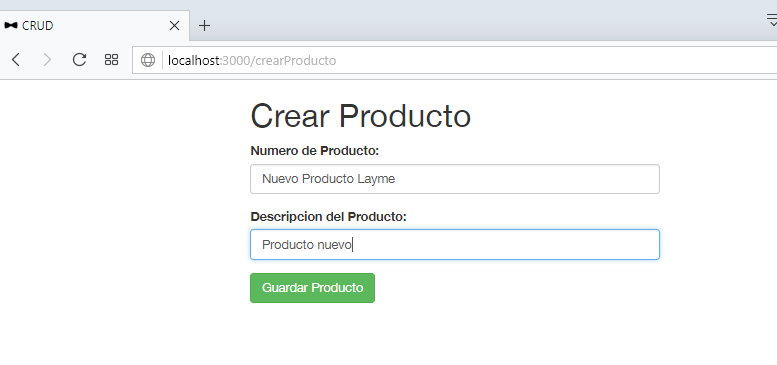 CRUD
localhost:3000/crearProducto
Crear Producto
Numero de Producto:
Nuevo Producto Layme
Descripcion del Producto:
Producto nuevo
Guardar Producto